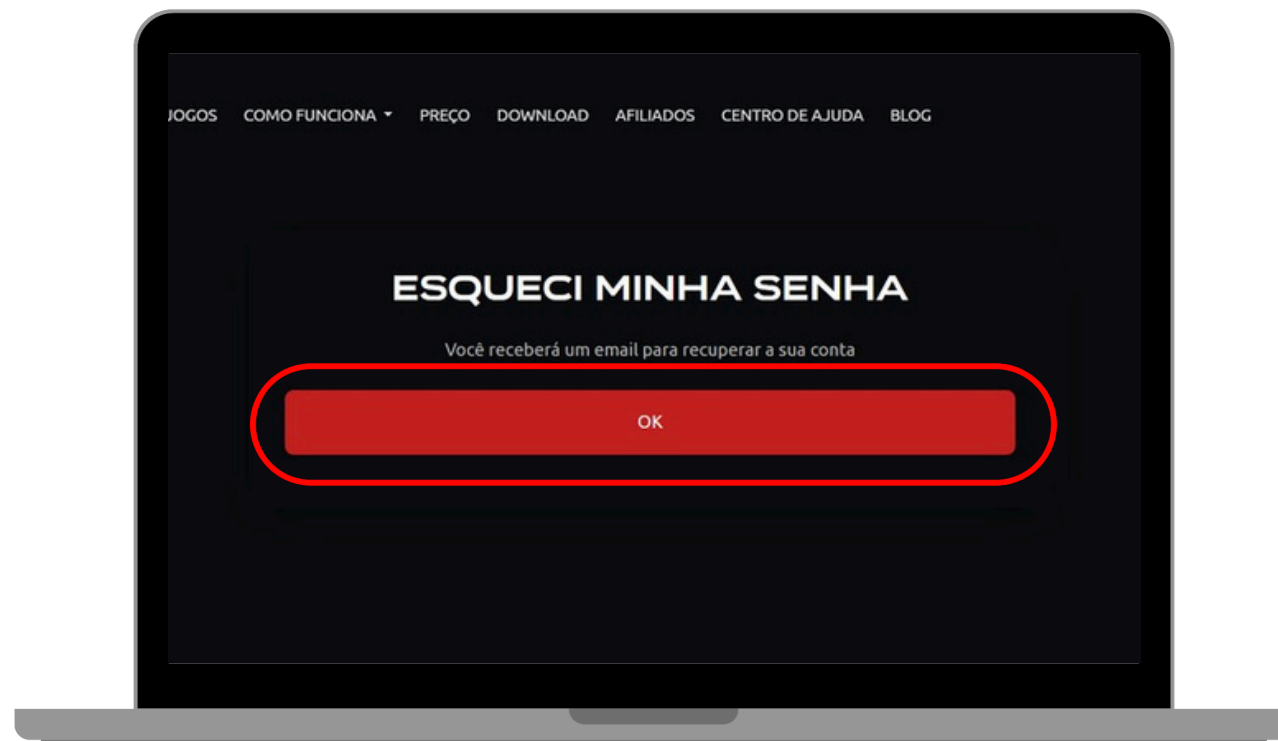 JOGOS COMO FUNCIONA PREÇO DOWNLOAD AFILIADOS CENTRO DE AJUDA BLOG
ESQUECI MINHA SENHA
Você receberá um email para recuperar a sua conta
OK